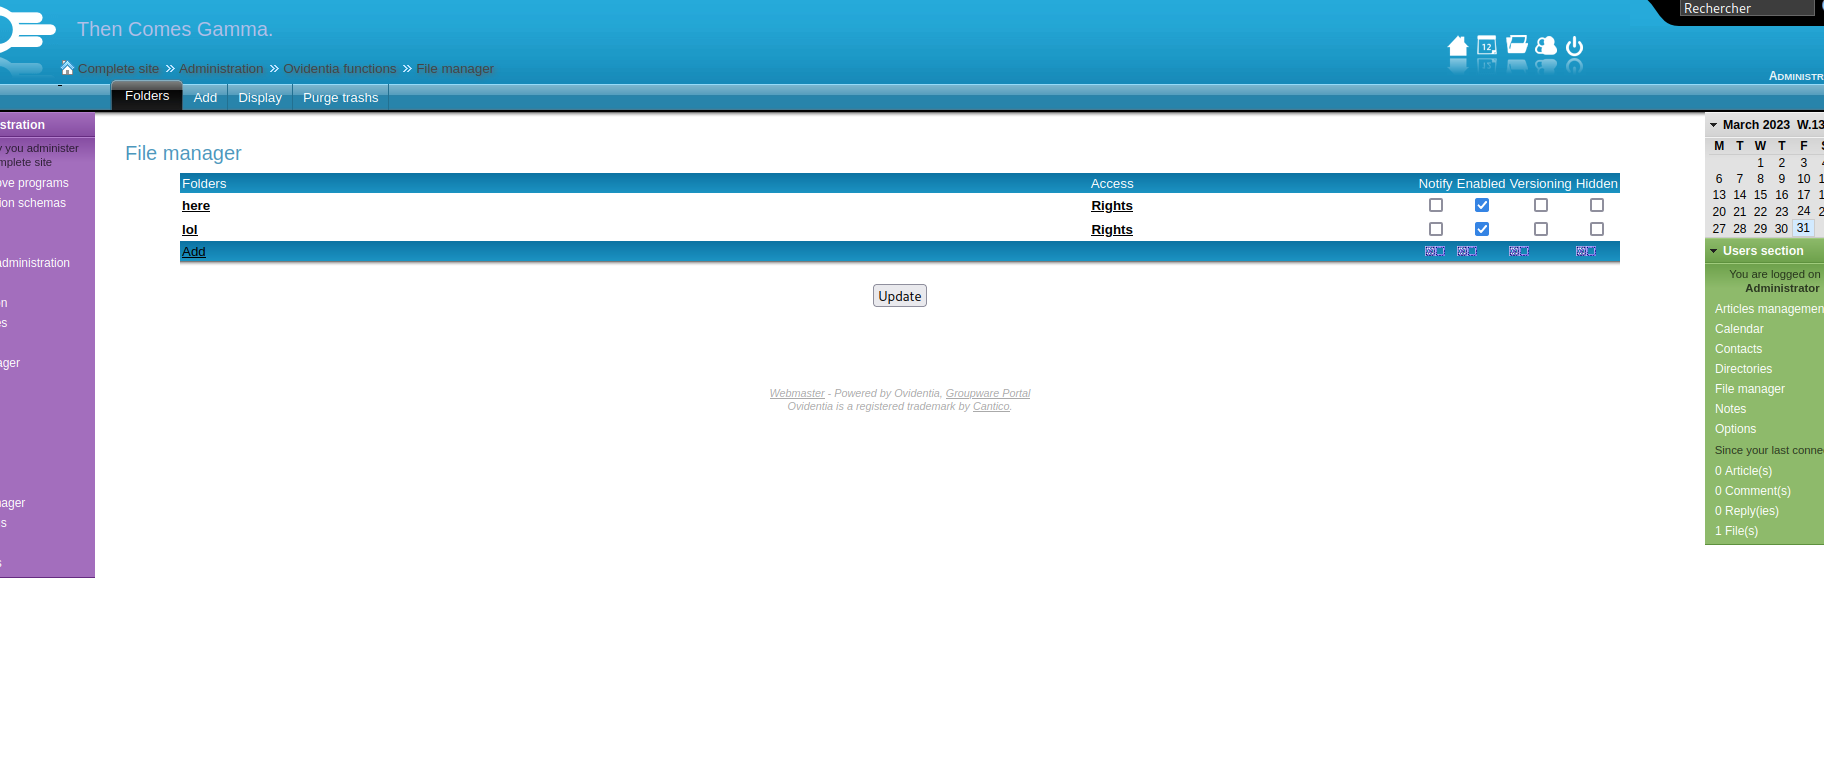 Rechercher
Then Comes Gamma.
12
Complete site » Administration » Ovidentia functions » File manager
ADMINISTR
Folders Add Display Purge trashs
stration
y you administer
mplete site
ove programs
ion schemas
administration
n
es
ager
nager
s
s
File manager
Folders Access Notify Enabled Versioning Hidden
here Rights
lol Rights
Add
Update
Webmaster - Powered by Ovidentia, Groupware Portal
Ovidentia is a registered trademark by Cantico.
March 2023 W.13
M T W T F S
1 2 3 4
6 7 8 9 10 1
13 14 15 16 17 1
20 21 22 23 24 2
27 28 29 30 31
Users section
You are logged on
Administrator
Articles managemen
Calendar
Contacts
Directories
File manager
Notes
Options
Since your last conne
0 Article(s)
0 Comment(s)
0 Reply(ies)
1 File(s)